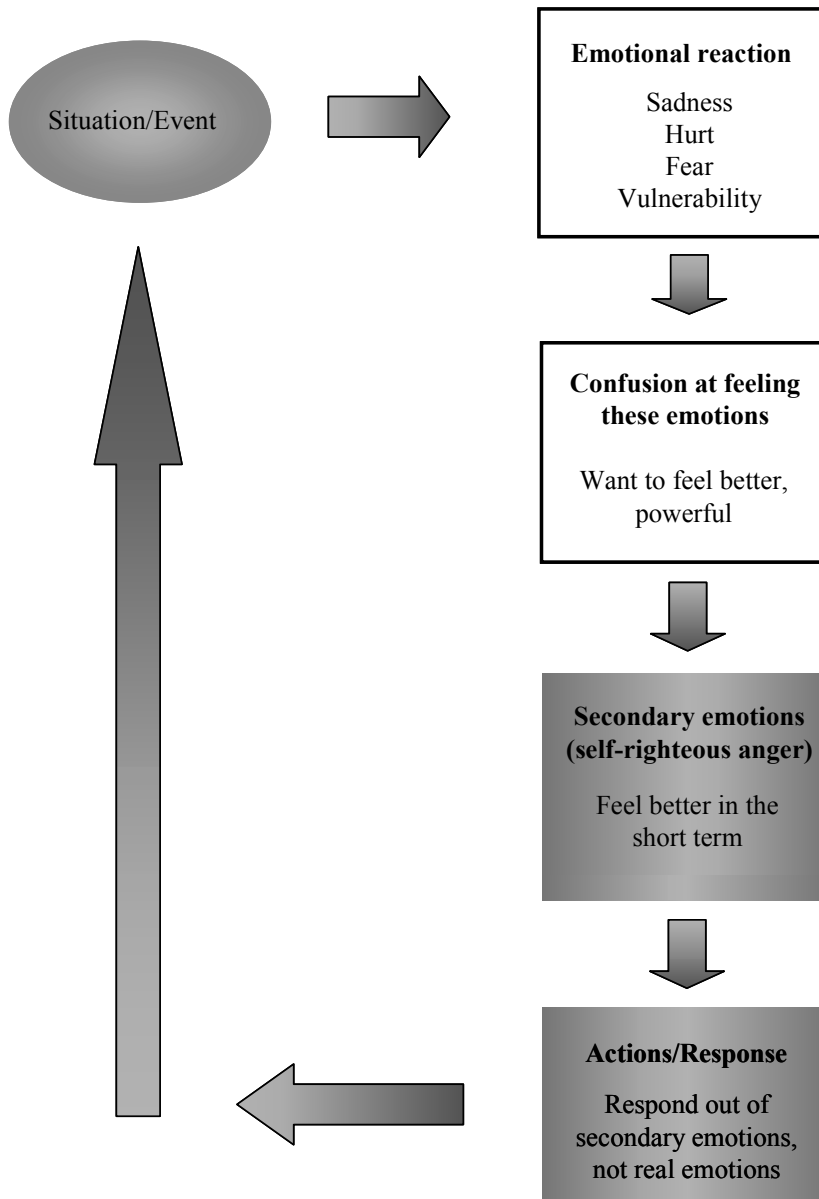 Situation/Event
Emotional reaction
Sadness
Hurt
Fear
Vulnerability
Confusion at feeling
these emotions
Want to feel better,
powerful
Secondary emotions
(self-righteous anger)
Feel better in the
short term
Actions/Response
Respond out of
secondary emotions,
not real emotions